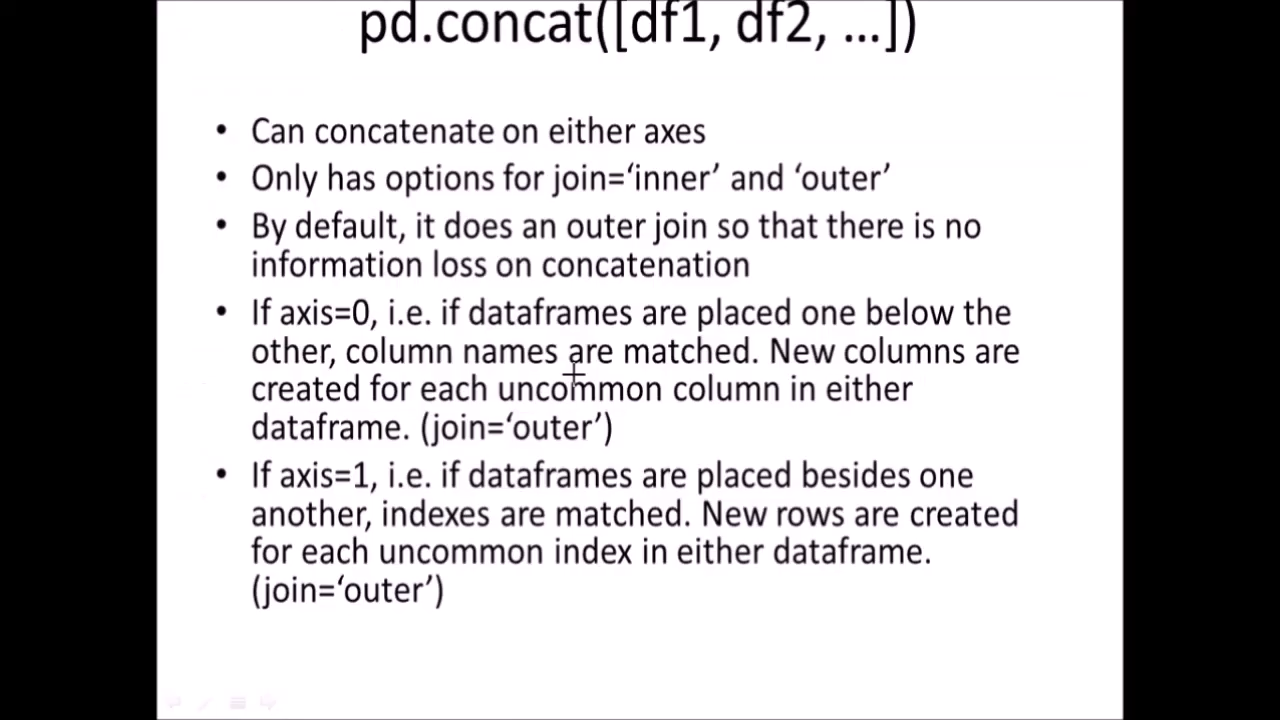 pd.concat([df1, df2, ...])
• Can concatenate on either axes
• Only has options for join=‘inner’ and ‘outer’
• By default, it does an outer join so that there is no
information loss on concatenation
• If axis=0, i.e. if dataframes are placed one below the
other, column names are matched. New columns are
created for each uncommon column in either
dataframe. (join=‘outer’)
• If axis=1, i.e. if dataframes are placed besides one
another, indexes are matched. New rows are created
for each uncommon index in either dataframe.
(join=‘outer’)